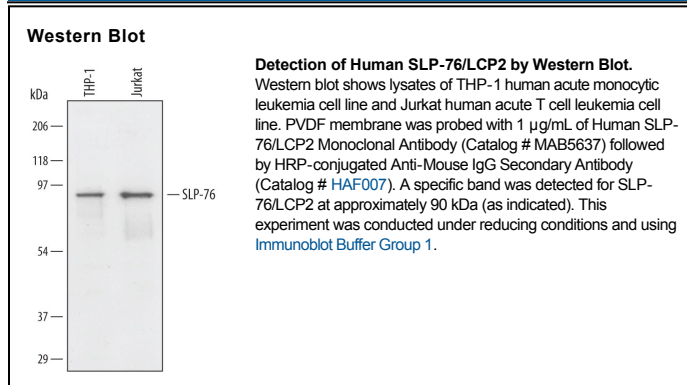 Western Blot
kDa
THP-1
Jurkat
206
118
97
SLP-76
54
37
29
Detection of Human SLP-76/LCP2 by Western Blot.
Western blot shows lysates of THP-1 human acute monocytic
leukemia cell line and Jurkat human acute T cell leukemia cell
line. PVDF membrane was probed with 1 µg/mL of Human SLP-
76/LCP2 Monoclonal Antibody (Catalog # MAB5637) followed
by HRP-conjugated Anti-Mouse IgG Secondary Antibody
(Catalog # HAF007). A specific band was detected for SLP-
76/LCP2 at approximately 90 kDa (as indicated). This
experiment was conducted under reducing conditions and using
Immunoblot Buffer Group 1.